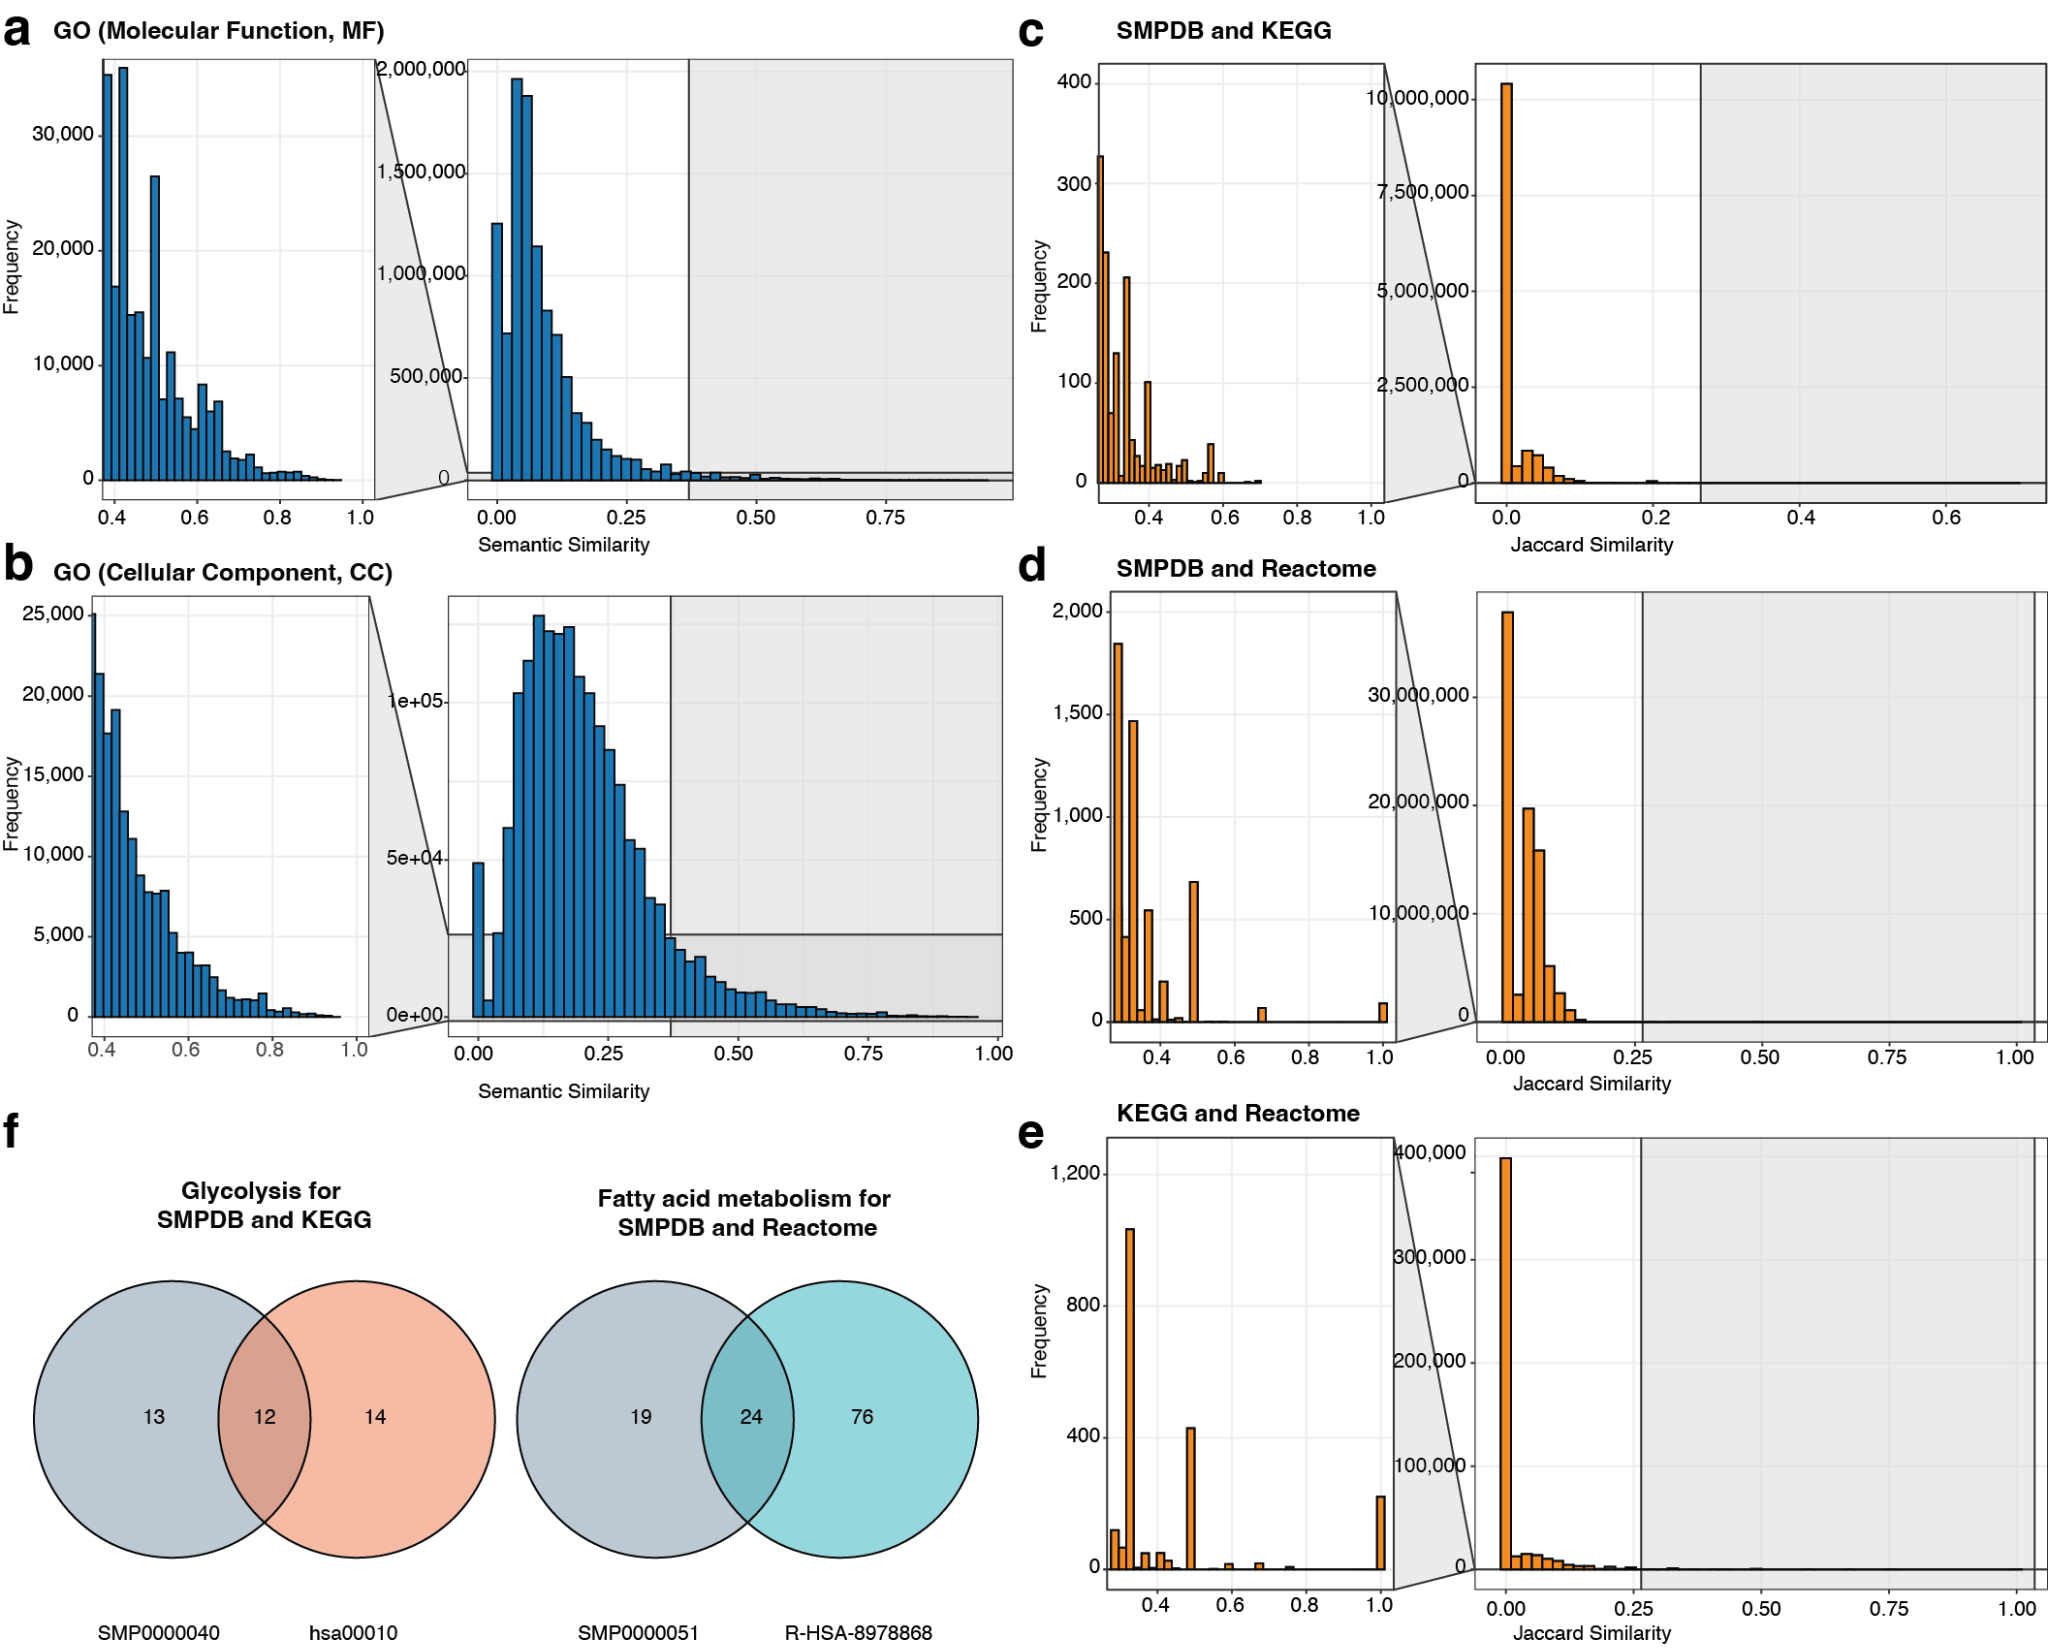 a GO (Molecular Function, MF)
Frequency
30,000
20,000
10,000
0
0.4 0.6 0.8 1.0
2,000,000
1,500,000
1,000,000
500,000
0
0.00 0.25 0.50 0.75
Semantic Similarity
b GO (Cellular Component, CC)
Frequency
25,000
20,000
15,000
10,000
5,000
0
0.4 0.6 0.8 1.0
1e+05
5e+04
0e+00
0.00 0.25 0.50 0.75 1.00
Semantic Similarity
c SMPDB and KEGG
Frequency
400
300
200
100
0
0.4 0.6 0.8 1.0
10,000,000
7,500,000
5,000,000
2,500,000
0
0.0 0.2 0.4 0.6
Jaccard Similarity
d SMPDB and Reactome
Frequency
2,000
1,500
1,000
500
0
0.4 0.6 0.8 1.0
30,000,000
20,000,000
10,000,000
0
0.00 0.25 0.50 0.75 1.00
Jaccard Similarity
e KEGG and Reactome
Frequency
1,200
800
400
0
0.4 0.6 0.8 1.0
400,000
300,000
200,000
100,000
0
0.00 0.25 0.50 0.75 1.00
Jaccard Similarity
f
Glycolysis for
SMPDB and KEGG
13 12 14
SMP0000040 hsa00010
Fatty acid metabolism for
SMPDB and Reactome
19 24 76
SMP0000051 R-HSA-8978868